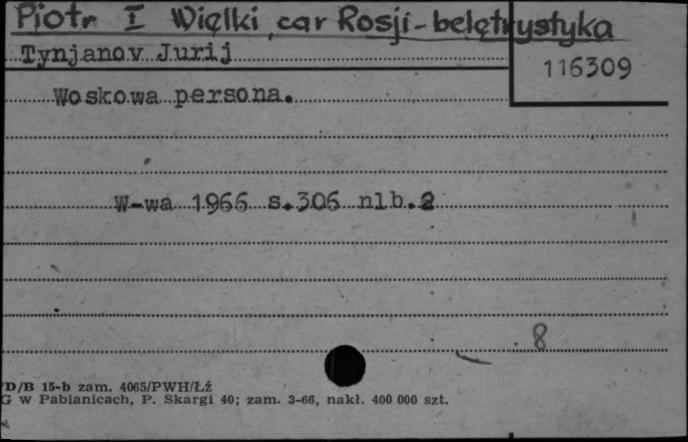 Piotr I Wielki, car Rosji - beletrystyka
Tynjanov Jurij
116309
Woskowa persona.
W-wa 1966 s.306 nlb.2
8
D/B 15-b zam. 4065/PWH/Łź
G w Pabianicach, P. Skargi 40; zam. 3-66, nakł. 400 000 szt.